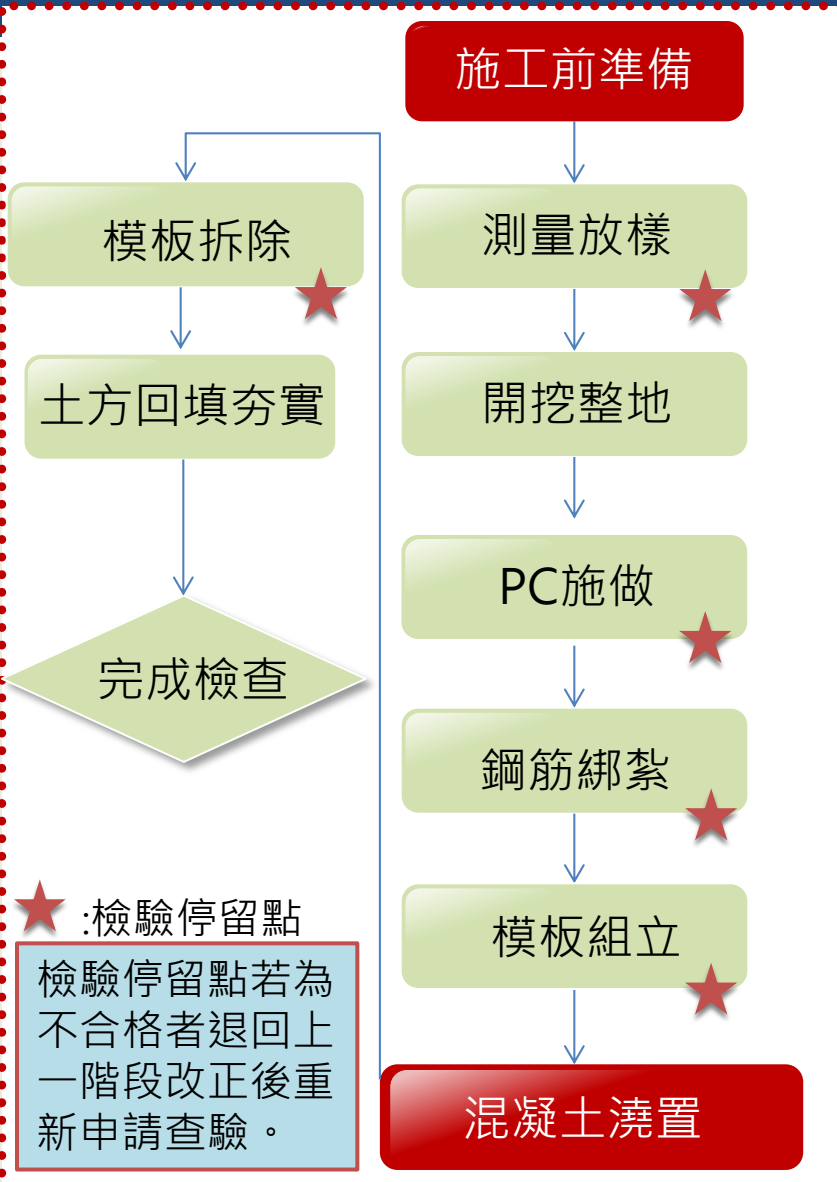 施工前準備
測量放樣
開挖整地
PC施做
鋼筋綁紮
模板組立
混凝土澆置
模板拆除
土方回填夯實
完成檢查
:檢驗停留點
檢驗停留點若為
不合格者退回上
一階段改正後重
新申請查驗。